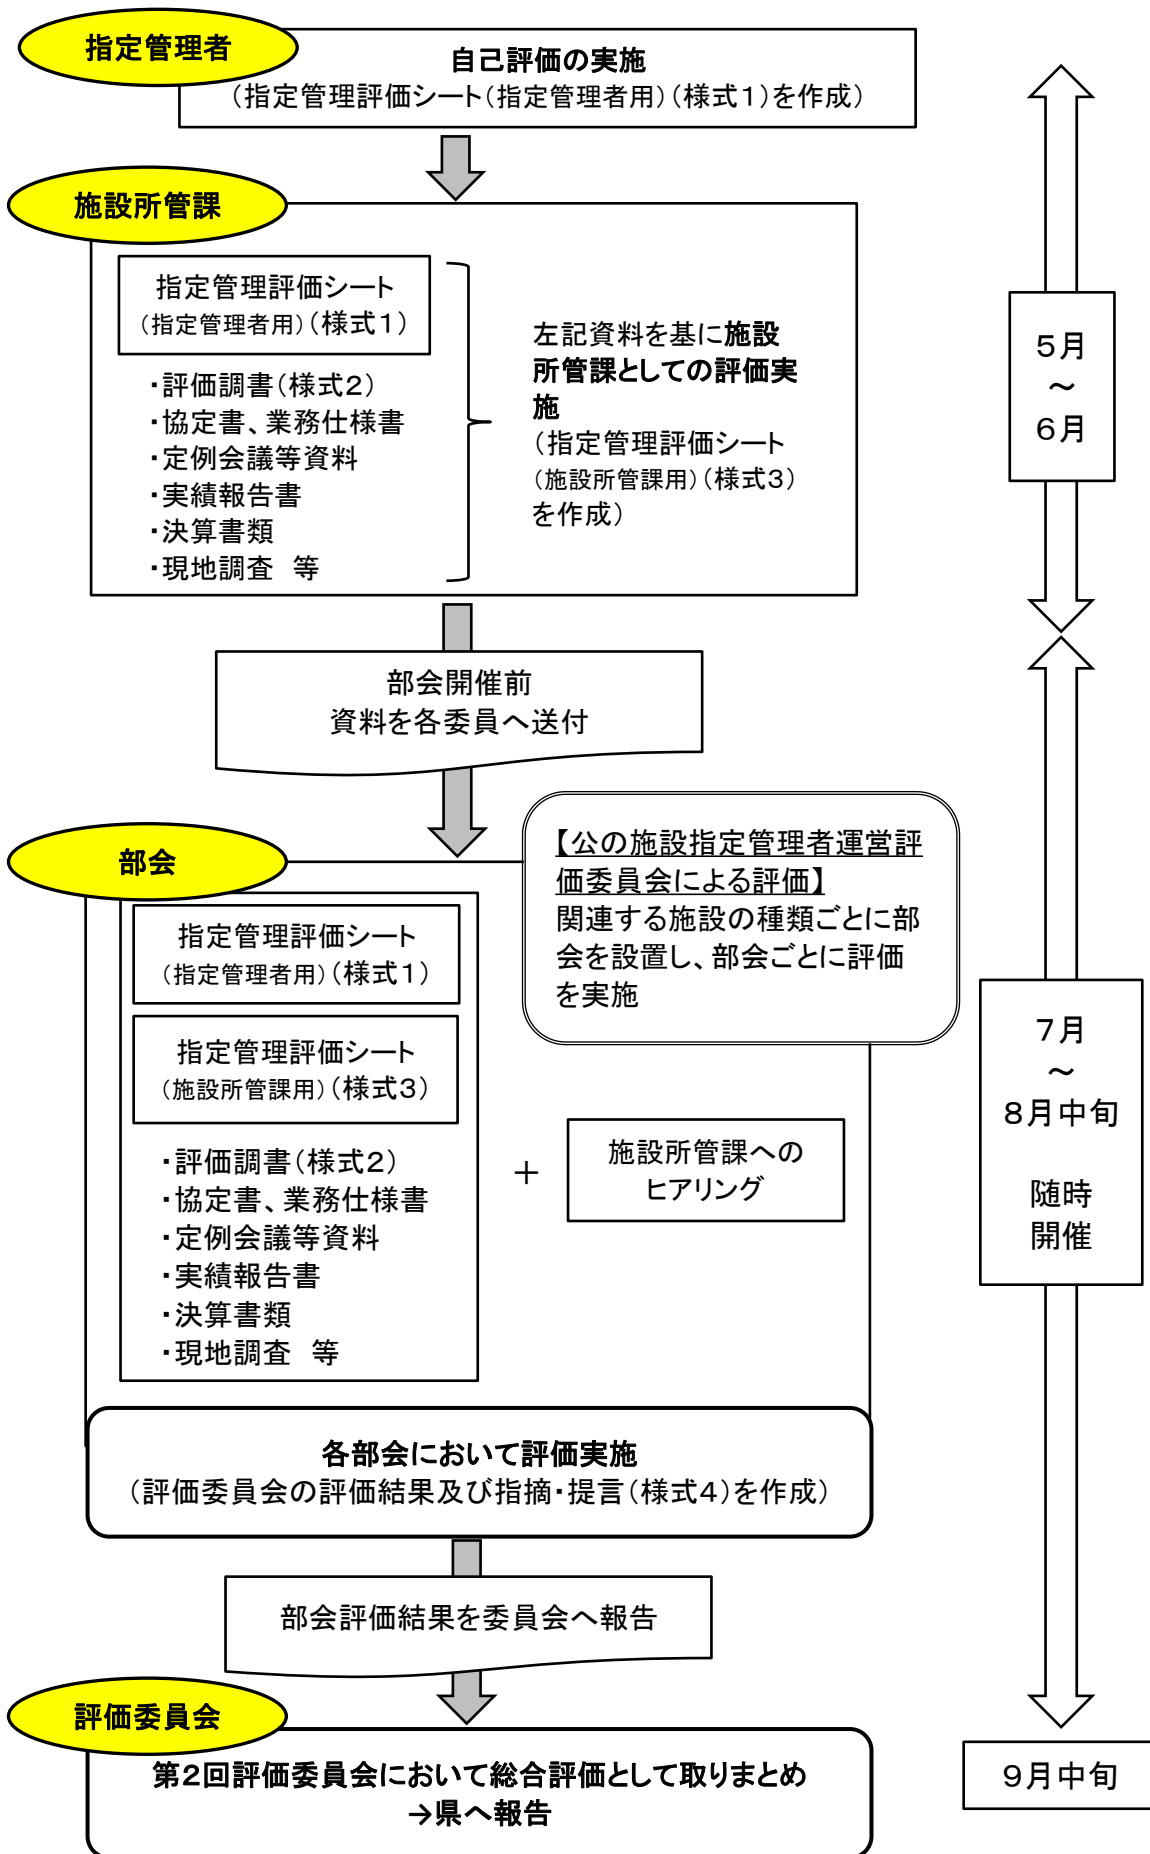 指定管理者
自己評価の実施
（指定管理評価シート（指定管理者用）（様式１）を作成）
施設所管課
指定管理評価シート
（指定管理者用）（様式１）
・評価調書（様式２）
・協定書、業務仕様書
・定例会議等資料
・実績報告書
・決算書類
・現地調査　等
左記資料を基に施設
所管課としての評価実
施
（指定管理評価シート
（施設所管課用）（様式３）
を作成）
５月
～
６月
部会開催前
資料を各委員へ送付
部会
【公の施設指定管理者運営評
価委員会による評価】
関連する施設の種類ごとに部
会を設置し、部会ごとに評価
を実施
指定管理評価シート
（指定管理者用）（様式１）
指定管理評価シート
（施設所管課用）（様式３）
・評価調書（様式２）
・協定書、業務仕様書
・定例会議等資料
・実績報告書
・決算書類
・現地調査　等
＋
施設所管課への
ヒアリング
７月
～
８月中旬
随時
開催
各部会において評価実施
（評価委員会の評価結果及び指摘・提言（様式４）を作成）
部会評価結果を委員会へ報告
評価委員会
第２回評価委員会において総合評価として取りまとめ
→県へ報告
９月中旬